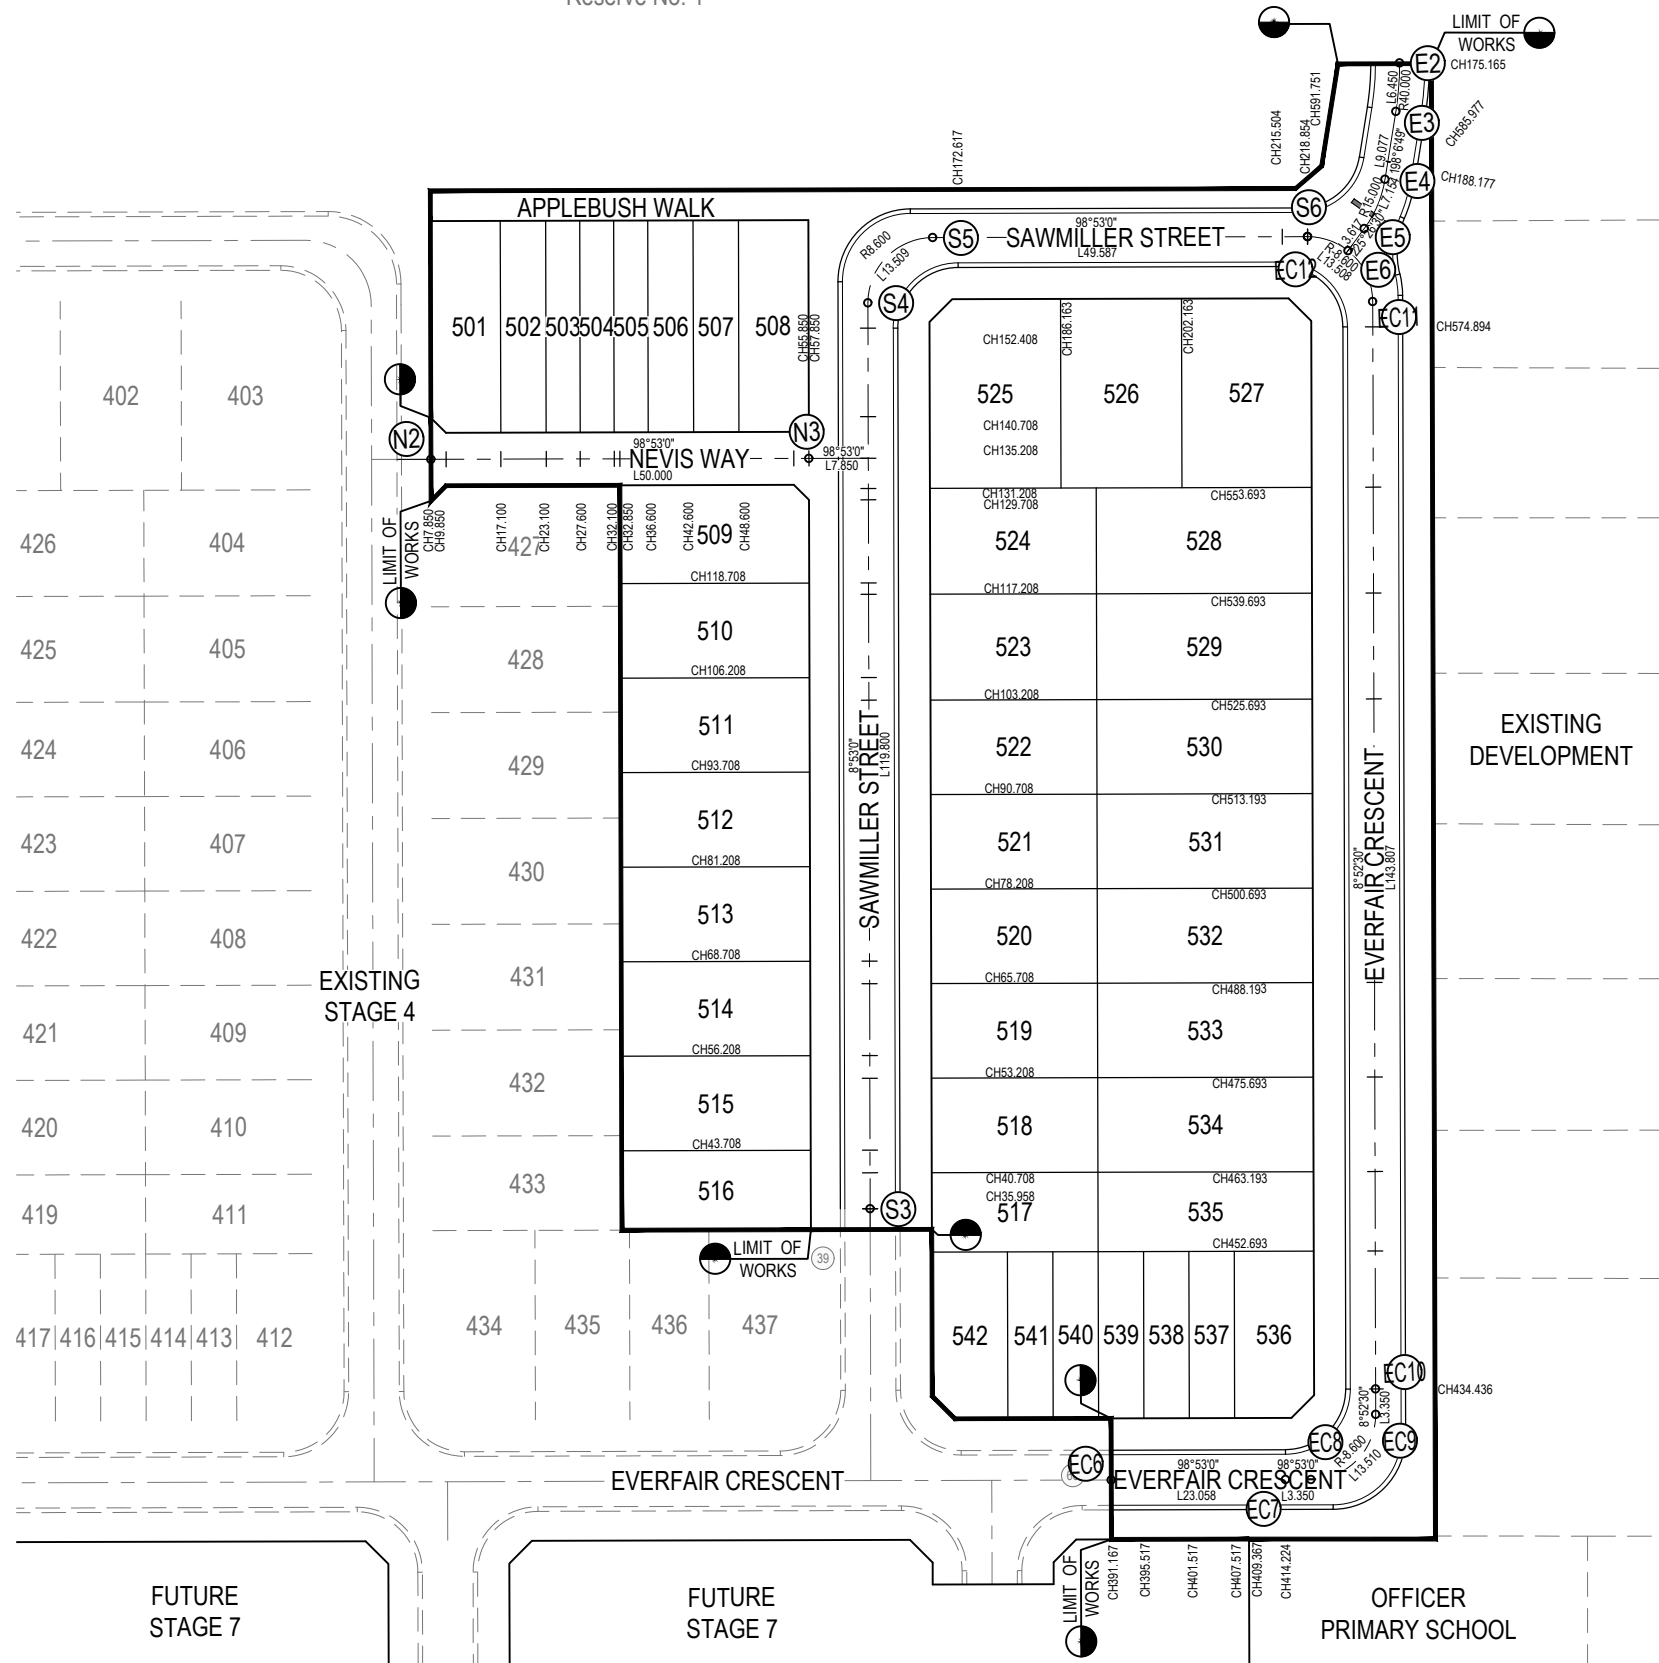 LIMIT OF
WORKS
E2
CH175.165
L6.450
R40.000
E3
CH585.977
CH591.751
CH215.504
CH218.854
CH172.617
L9.077
198°6'49"
E4
CH188.177
R15.000
L7.154
APPLEBUSH WALK
S6
98°53'0"
SAWMILLER STREET
L49.587
S5
R8.600
L13.509
E5
E6
EC12
R-8.600
L13.508
S4
EC11
CH574.894
501
502
503
504
505
506
507
508
CH55.850
CH57.850
CH152.408
CH186.163
CH202.163
525
526
527
CH140.708
CH135.208
402
403
N2
N3
98°53'0"
NEVIS WAY
L50.000
98°53'0"
L7.850
CH131.208
CH129.708
CH553.693
LIMIT OF
WORKS
CH7.850
CH9.850
CH17.100
CH23.100
CH27.600
CH32.100
CH32.850
CH36.600
CH42.600
CH48.600
426
404
427
509
524
528
CH118.708
CH117.208
CH539.693
425
405
428
510
523
529
CH106.208
CH103.208
CH525.693
424
406
429
511
522
530
EXISTING
DEVELOPMENT
8°53'0"
SAWMILLER STREET
L119.800
CH93.708
CH90.708
CH513.193
423
407
430
512
521
531
8°52'30"
EVERFAIR CRESCENT
L143.807
CH81.208
CH78.208
CH500.693
422
408
513
520
532
CH68.708
CH65.708
CH488.193
EXISTING
STAGE 4
431
421
409
514
519
533
CH56.208
CH53.208
CH475.693
432
420
410
515
518
534
CH43.708
CH40.708
CH463.193
433
419
411
516
CH35.958
517
535
S3
CH452.693
LIMIT OF
WORKS
39
417
416
415
414
413
412
434
435
436
437
542
541
540
539
538
537
536
EC10
CH434.436
8°52'30"
L3.350
EC8
EC9
R-8.600
L13.510
EC6
EVERFAIR CRESCENT
98°53'0"
98°53'0"
EVERFAIR CRESCENT
L23.058
L3.350
EC7
LIMIT OF
WORKS
CH391.167
CH395.517
CH401.517
CH407.517
CH409.367
CH414.224
FUTURE
STAGE 7
FUTURE
STAGE 7
OFFICER
PRIMARY SCHOOL